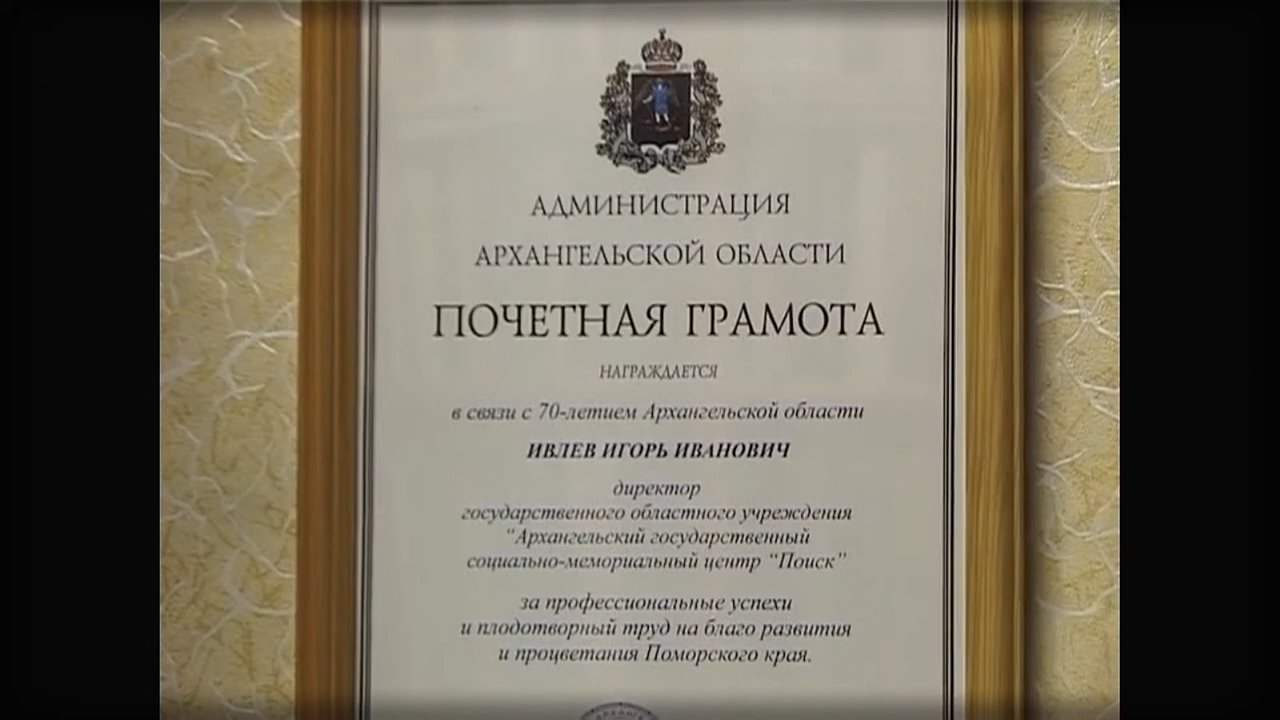 АДМИНИСТРАЦИЯ
АРХАНГЕЛЬСКОЙ ОБЛАСТИ
ПОЧЕТНАЯ ГРАМОТА
НАГРАЖДАЕТСЯ
в связи с 70-летием Архангельской области
ИВЛЕВ ИГОРЬ ИВАНОВИЧ
директор
государственного областного учреждения
“Архангельский государственный
социально-мемориальный центр “Поиск”
за профессиональные успехи
и плодотворный труд на благо развития
и процветания Поморского края.